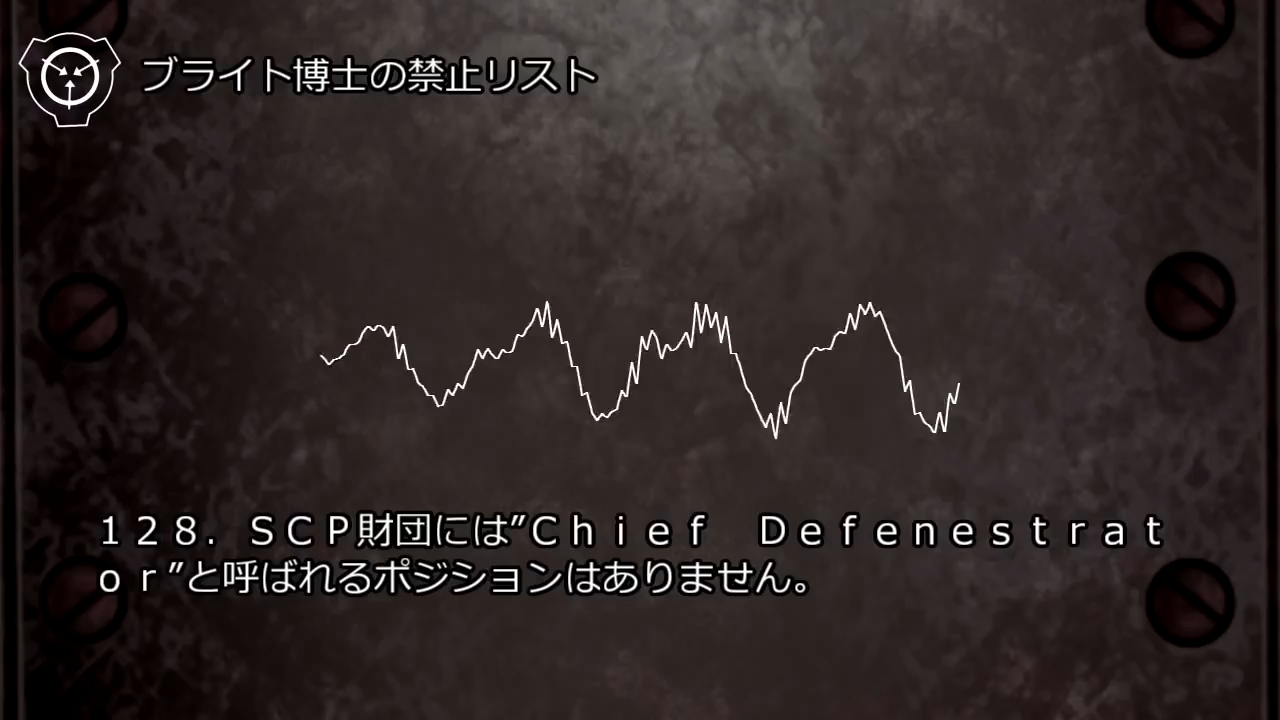 ブライト博士の禁止リスト
１２８．ＳＣＰ財団には”Ｃｈｉｅｆ　Ｄｅｆｅｎｅｓｔｒａｔ
ｏｒ”と呼ばれるポジションはありません。